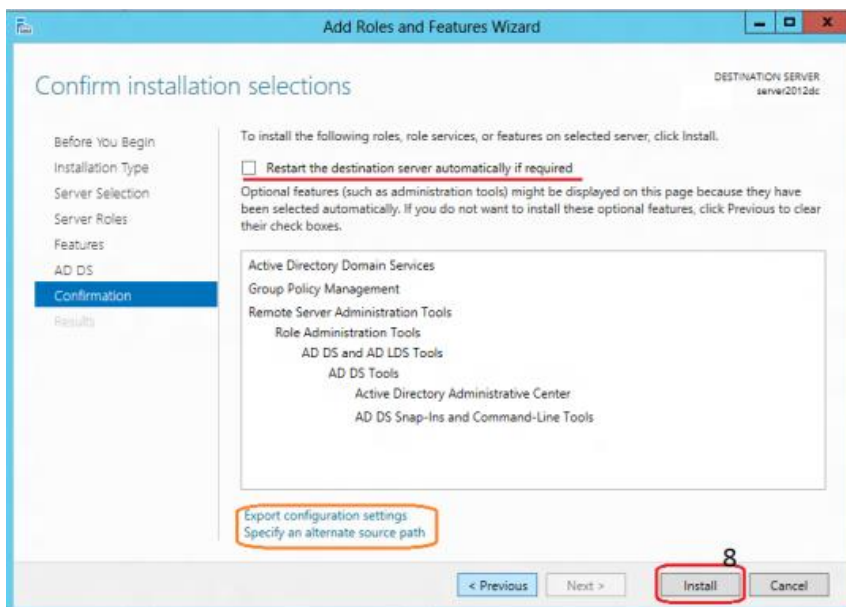 Add Roles and Features Wizard
Confirm installation selections
DESTINATION SERVER
server2012dc
Before You Begin
Installation Type
Server Selection
Server Roles
Features
AD DS
Confirmation
Results
To install the following roles, role services, or features on selected server, click Install.
Restart the destination server automatically if required
Optional features (such as administration tools) might be displayed on this page because they have
been selected automatically. If you do not want to install these optional features, click Previous to clear
their check boxes.
Active Directory Domain Services
Group Policy Management
Remote Server Administration Tools
Role Administration Tools
AD DS and AD LDS Tools
AD DS Tools
Active Directory Administrative Center
AD DS Snap-Ins and Command-Line Tools
Export configuration settings
Specify an alternate source path
8
< Previous
Next >
Install
Cancel